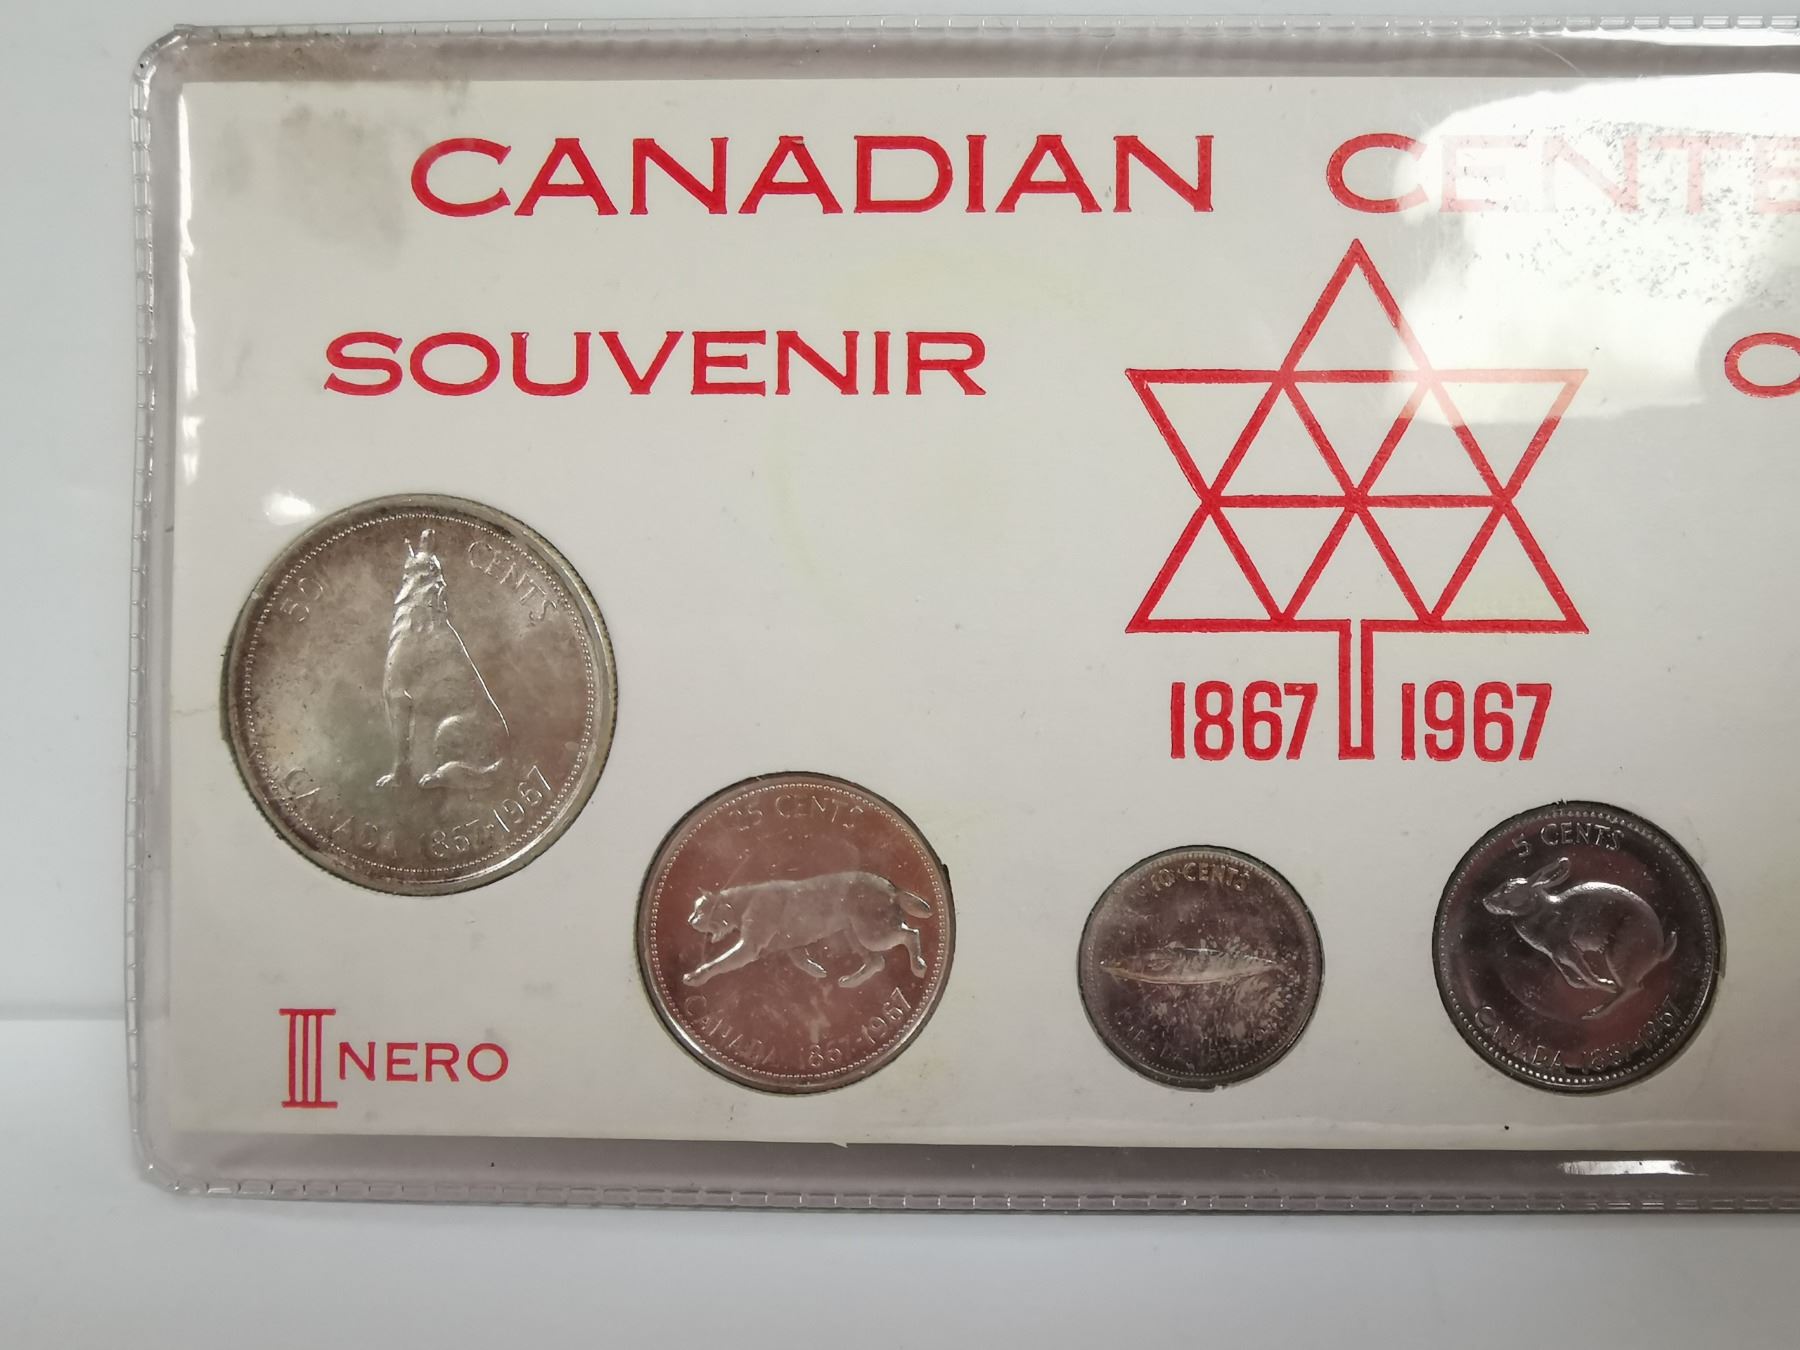 CANADIAN CENTE
SOUVENIR O
1867 1967
50 CENTS
CANADA 1867-1967
25 CENTS
CANADA 1867-1967
10 CENTS
5 CENTS
CANADA 1867-1967
NERO